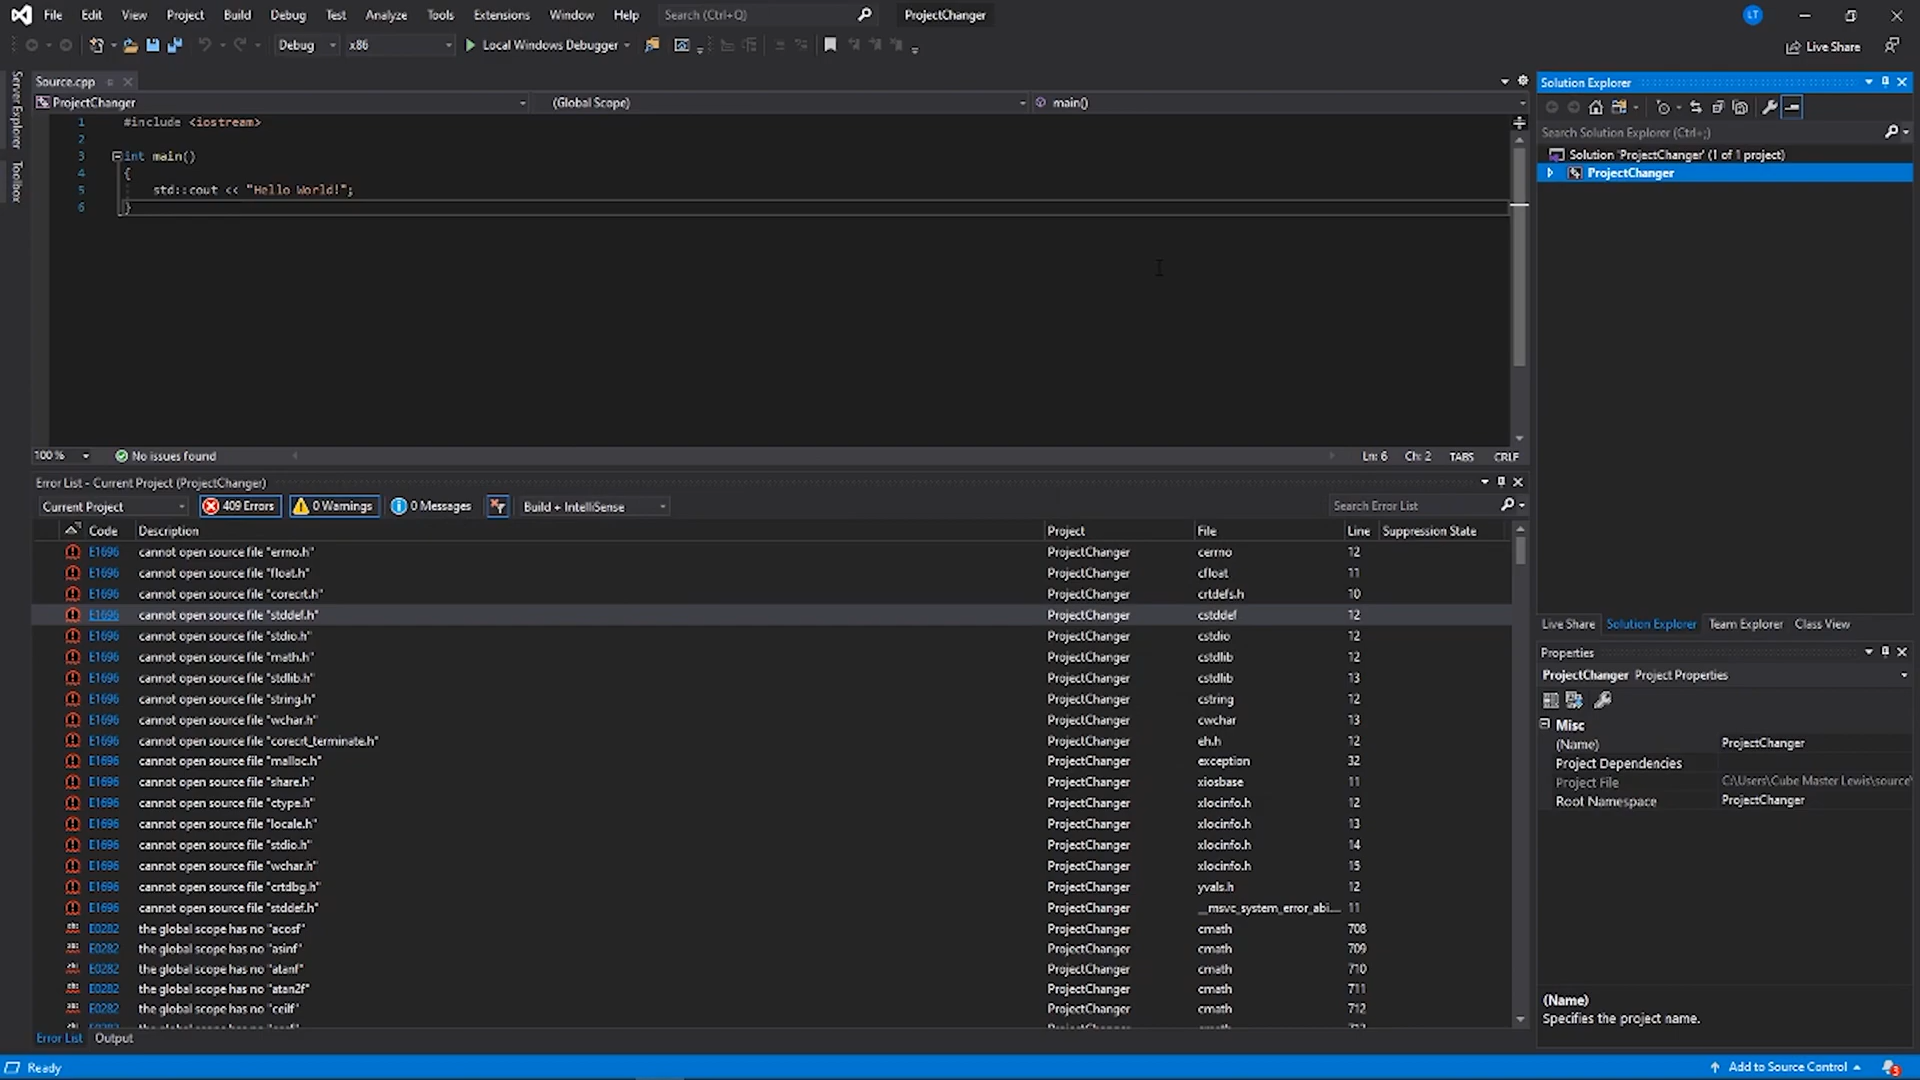 File Edit View Project Build Debug Test Analyze Tools Extensions Window Help Search (Ctrl+Q) ProjectChanger LT
Debug x86 Local Windows Debugger Live Share
Server Explorer
Toolbox
Source.cpp
ProjectChanger (Global Scope) main()
1 #include <iostream>
2
3 int main()
4 {
5 std::cout << "Hello World!";
6 }
100 % No issues found Ln: 6 Ch: 2 TABS CRLF
Error List - Current Project (ProjectChanger)
Current Project 409 Errors 0 Warnings 0 Messages Build + IntelliSense Search Error List
Code Description Project File Line Suppression State
E1696 cannot open source file "errno.h" ProjectChanger cerrno 12
E1696 cannot open source file "float.h" ProjectChanger cfloat 11
E1696 cannot open source file "corecrt.h" ProjectChanger crtdefs.h 10
E1696 cannot open source file "stddef.h" ProjectChanger cstddef 12
E1696 cannot open source file "stdio.h" ProjectChanger cstdio 12
E1696 cannot open source file "math.h" ProjectChanger cstdlib 12
E1696 cannot open source file "stdlib.h" ProjectChanger cstdlib 13
E1696 cannot open source file "string.h" ProjectChanger cstring 12
E1696 cannot open source file "wchar.h" ProjectChanger cwchar 13
E1696 cannot open source file "corecrt_terminate.h" ProjectChanger eh.h 12
E1696 cannot open source file "malloc.h" ProjectChanger exception 32
E1696 cannot open source file "share.h" ProjectChanger xiosbase 11
E1696 cannot open source file "ctype.h" ProjectChanger xlocinfo.h 12
E1696 cannot open source file "locale.h" ProjectChanger xlocinfo.h 13
E1696 cannot open source file "stdio.h" ProjectChanger xlocinfo.h 14
E1696 cannot open source file "wchar.h" ProjectChanger xlocinfo.h 15
E1696 cannot open source file "crtdbg.h" ProjectChanger yvals.h 12
E1696 cannot open source file "stddef.h" ProjectChanger __msvc_system_error_abi.... 11
E0282 the global scope has no "acosf" ProjectChanger cmath 708
E0282 the global scope has no "asinf" ProjectChanger cmath 709
E0282 the global scope has no "atanf" ProjectChanger cmath 710
E0282 the global scope has no "atan2f" ProjectChanger cmath 711
E0282 the global scope has no "ceilf" ProjectChanger cmath 712
Error List Output
Solution Explorer
Search Solution Explorer (Ctrl+;)
Solution 'ProjectChanger' (1 of 1 project)
ProjectChanger
Live Share Solution Explorer Team Explorer Class View
Properties
ProjectChanger Project Properties
Misc
(Name) ProjectChanger
Project Dependencies
Project File C:\Users\Cube Master Lewis\source\
Root Namespace ProjectChanger
(Name)
Specifies the project name.
Ready Add to Source Control 3